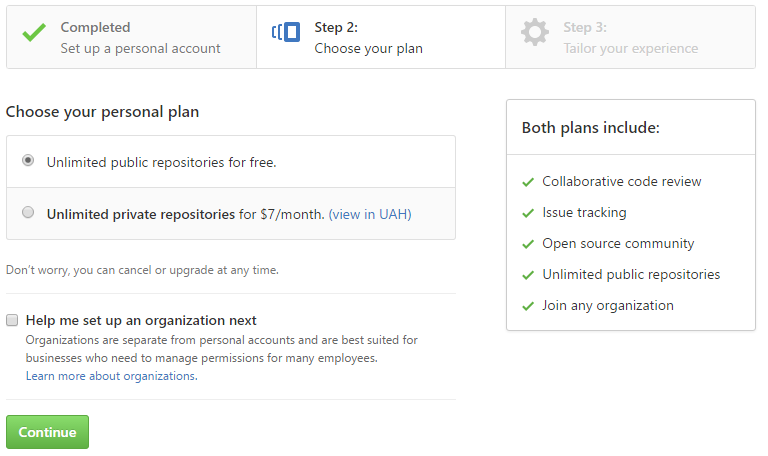 Completed
Set up a personal account
Step 2:
Choose your plan
Step 3:
Tailor your experience
Choose your personal plan
Unlimited public repositories for free.
Unlimited private repositories for $7/month. (view in UAH)
Don't worry, you can cancel or upgrade at any time.
Help me set up an organization next
Organizations are separate from personal accounts and are best suited for
businesses who need to manage permissions for many employees.
Learn more about organizations.
Continue
Both plans include:
Collaborative code review
Issue tracking
Open source community
Unlimited public repositories
Join any organization